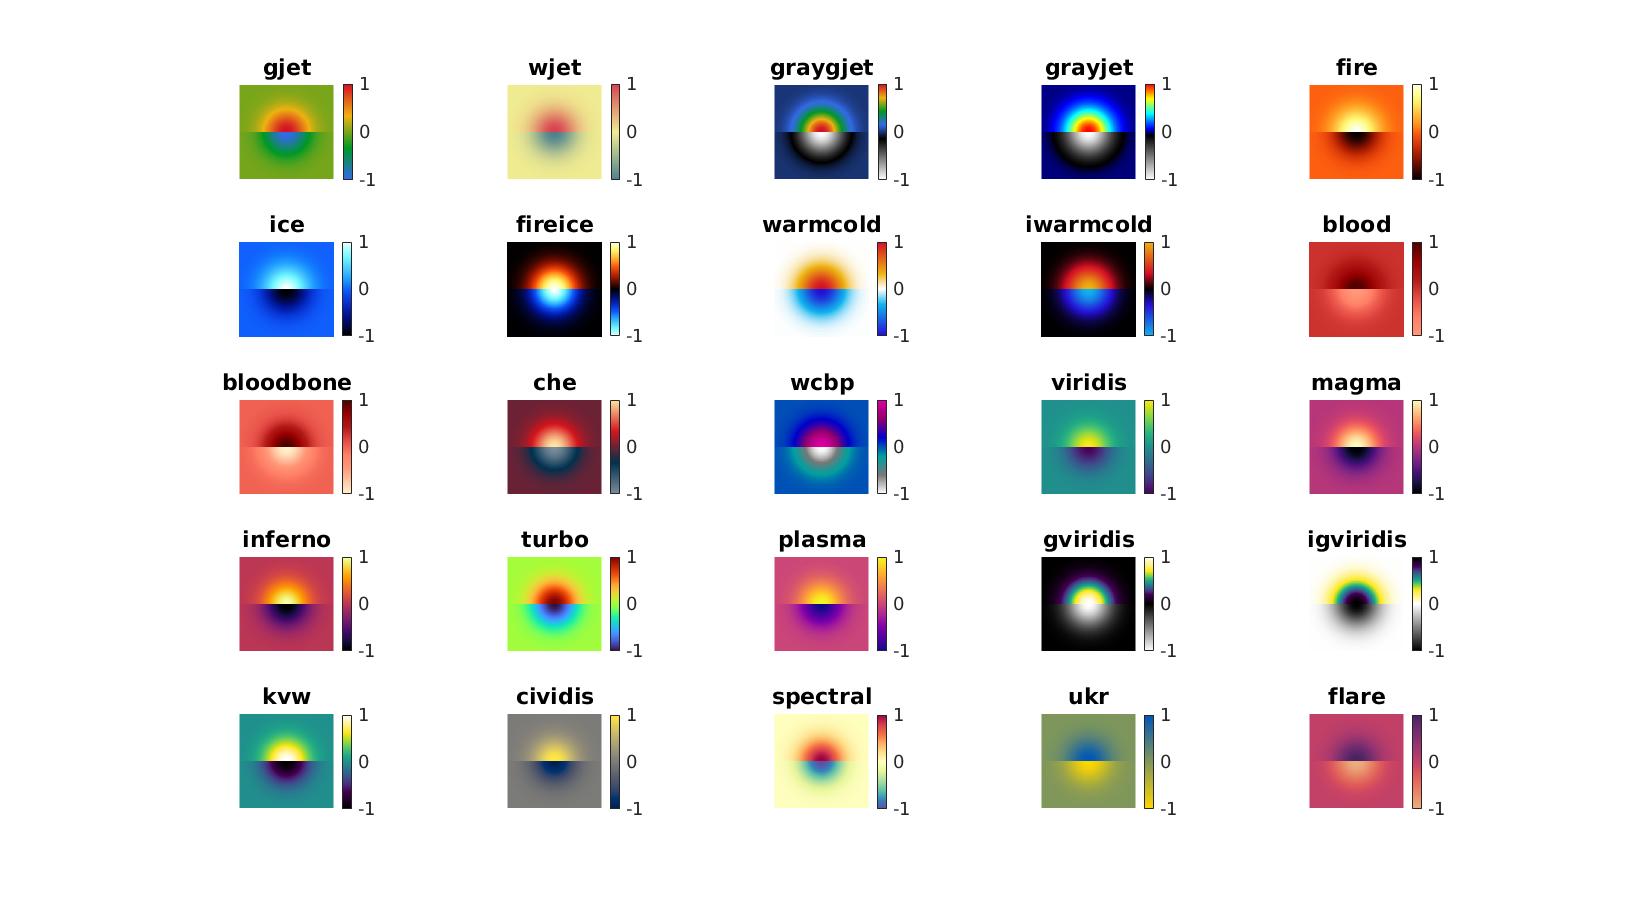 gjet wjet graygjet grayjet fire
1 1 1 1 1
0 0 0 0 0
-1 -1 -1 -1 -1
ice fireice warmcold iwarmcold blood
1 1 1 1 1
0 0 0 0 0
-1 -1 -1 -1 -1
bloodbone che wcbp viridis magma
1 1 1 1 1
0 0 0 0 0
-1 -1 -1 -1 -1
inferno turbo plasma gviridis igviridis
1 1 1 1 1
0 0 0 0 0
-1 -1 -1 -1 -1
kvw cividis spectral ukr flare
1 1 1 1 1
0 0 0 0 0
-1 -1 -1 -1 -1